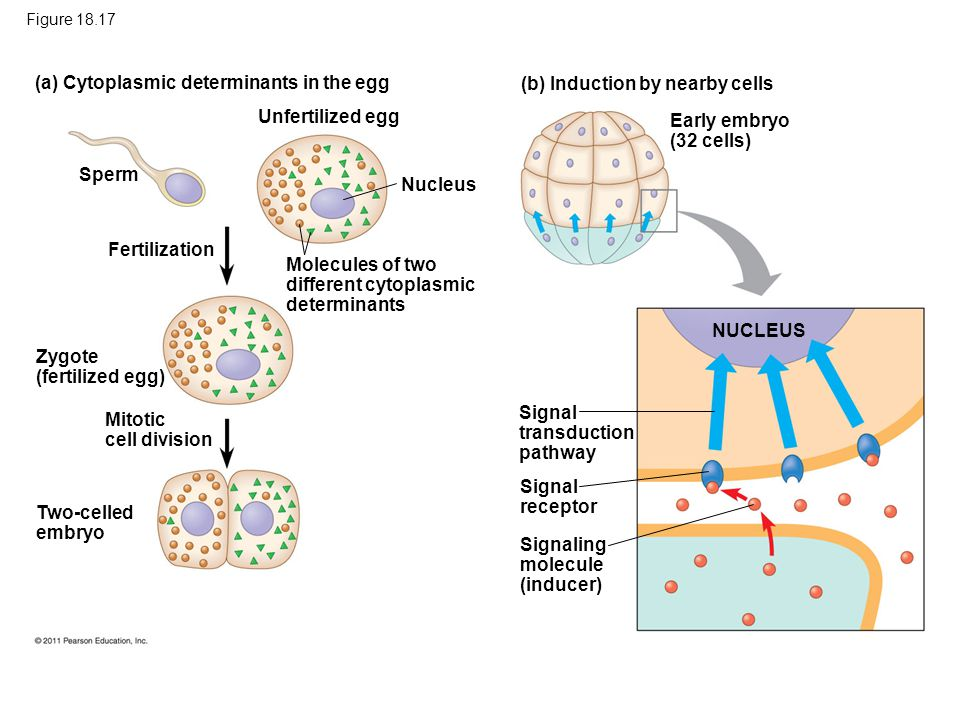 Figure 18.17
(a) Cytoplasmic determinants in the egg
Unfertilized egg
Sperm
Nucleus
Fertilization
Molecules of two
different cytoplasmic
determinants
Zygote
(fertilized egg)
Mitotic
cell division
Two-celled
embryo
© 2011 Pearson Education, Inc.
(b) Induction by nearby cells
Early embryo
(32 cells)
NUCLEUS
Signal
transduction
pathway
Signal
receptor
Signaling
molecule
(inducer)